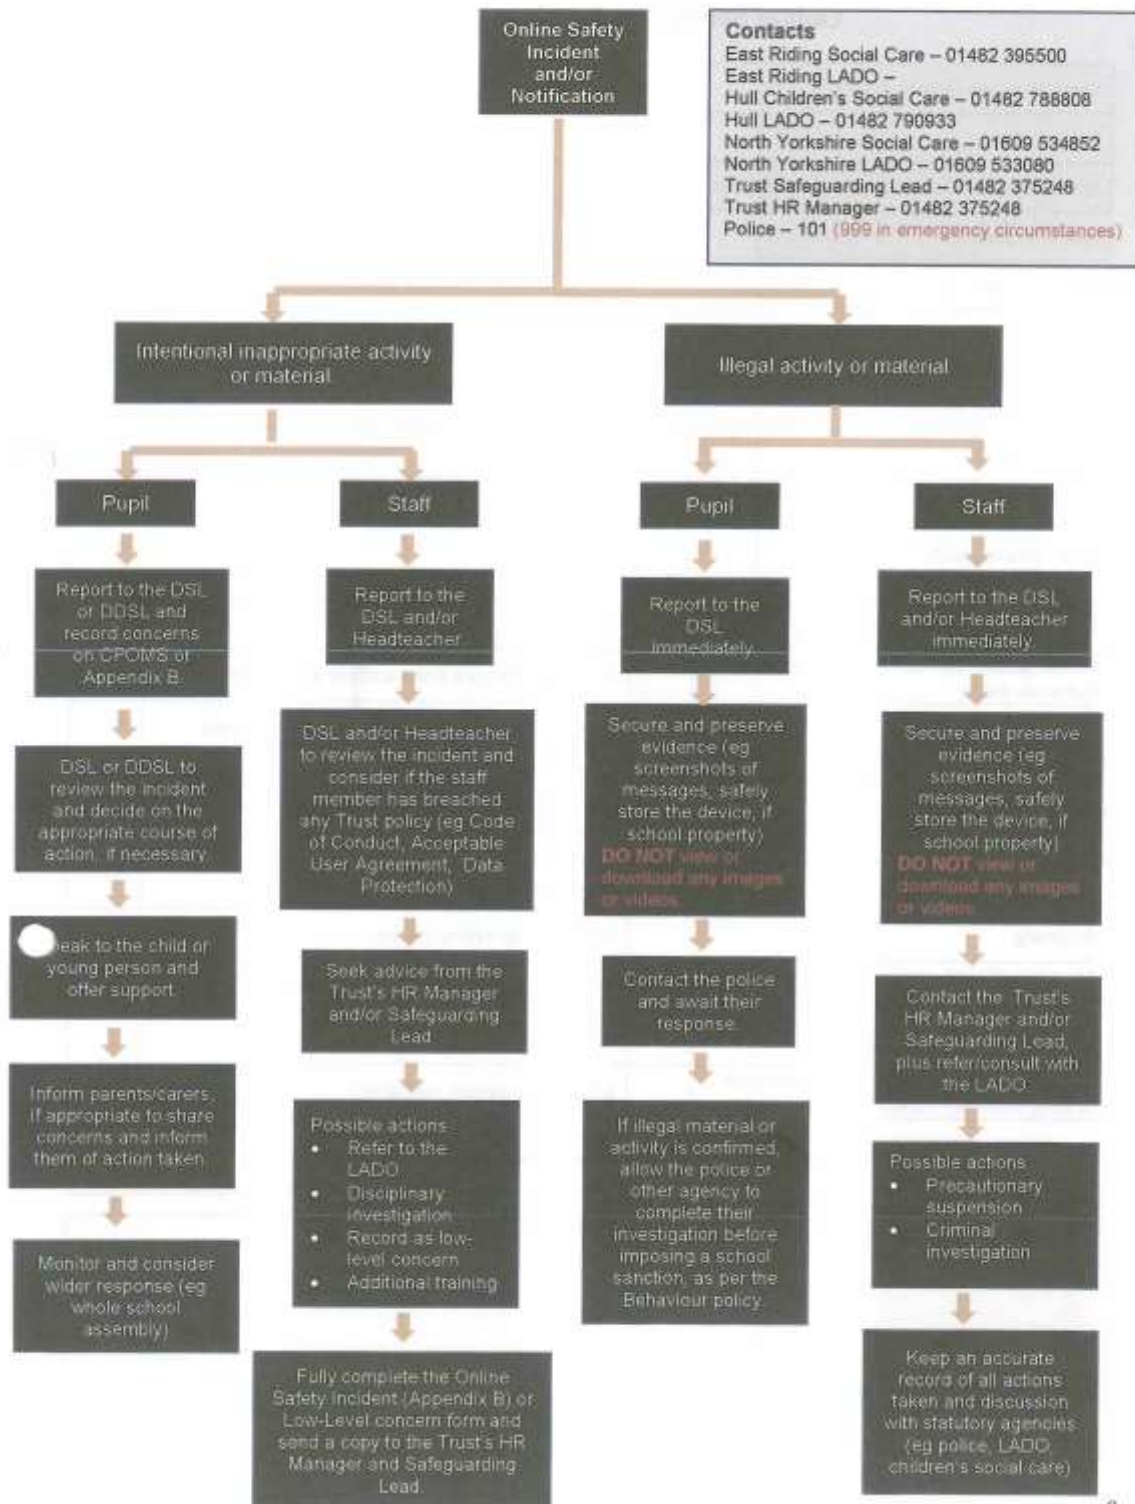 Online Safety
Incident
and/or
Notification
Contacts
East Riding Social Care – 01482 395500
East Riding LADO –
Hull Children's Social Care – 01482 788808
Hull LADO – 01482 790933
North Yorkshire Social Care – 01609 534852
North Yorkshire LADO – 01609 533080
Trust Safeguarding Lead – 01482 375248
Trust HR Manager – 01482 375248
Police – 101 (999 in emergency circumstances)
Intentional inappropriate activity
or material
Illegal activity or material
Pupil
Report to the DSL
or DDSL and
record concerns
on CPOMS or
Appendix B
DSL or DDSL to
review the incident
and decide on the
appropriate course of
action, if necessary
eak to the child or
young person and
offer support.
Inform parents/carers,
if appropriate to share
concerns and inform
them of action taken.
Monitor and consider
wider response (eg
whole school
assembly)
Staff
Report to the
DSL and/or
Headteacher
DSL and/or Headteacher
to review the incident and
consider if the staff
member has breached
any Trust policy (eg Code
of Conduct, Acceptable
User Agreement, Data
Protection)
Seek advice from the
Trust's HR Manager
and/or Safeguarding
Lead
Possible actions
• Refer to the
LADO
• Disciplinary
investigation
• Record as low-
level concern
• Additional training
Fully complete the Online
Safety Incident (Appendix B) or
Low-Level concern form and
send a copy to the Trust's HR
Manager and Safeguarding
Lead.
Pupil
Report to the
DSL
immediately.
Secure and preserve
evidence (eg
screenshots of
messages, safely
store the device, if
school property)
DO NOT view or
download any images
or videos.
Contact the police
and await their
response.
If illegal material or
activity is confirmed,
allow the police or
other agency to
complete their
investigation before
imposing a school
sanction, as per the
Behaviour policy.
Staff
Report to the DSL
and/or Headteacher
immediately.
Secure and preserve
evidence (eg
screenshots of
messages, safely
store the device, if
school property)
DO NOT view or
download any images
or videos.
Contact the Trust's
HR Manager and/or
Safeguarding Lead,
plus refer/consult with
the LADO.
Possible actions
• Precautionary
suspension
• Criminal
investigation
Keep an accurate
record of all actions
taken and discussion
with statutory agencies
(eg police, LADO,
children's social care)